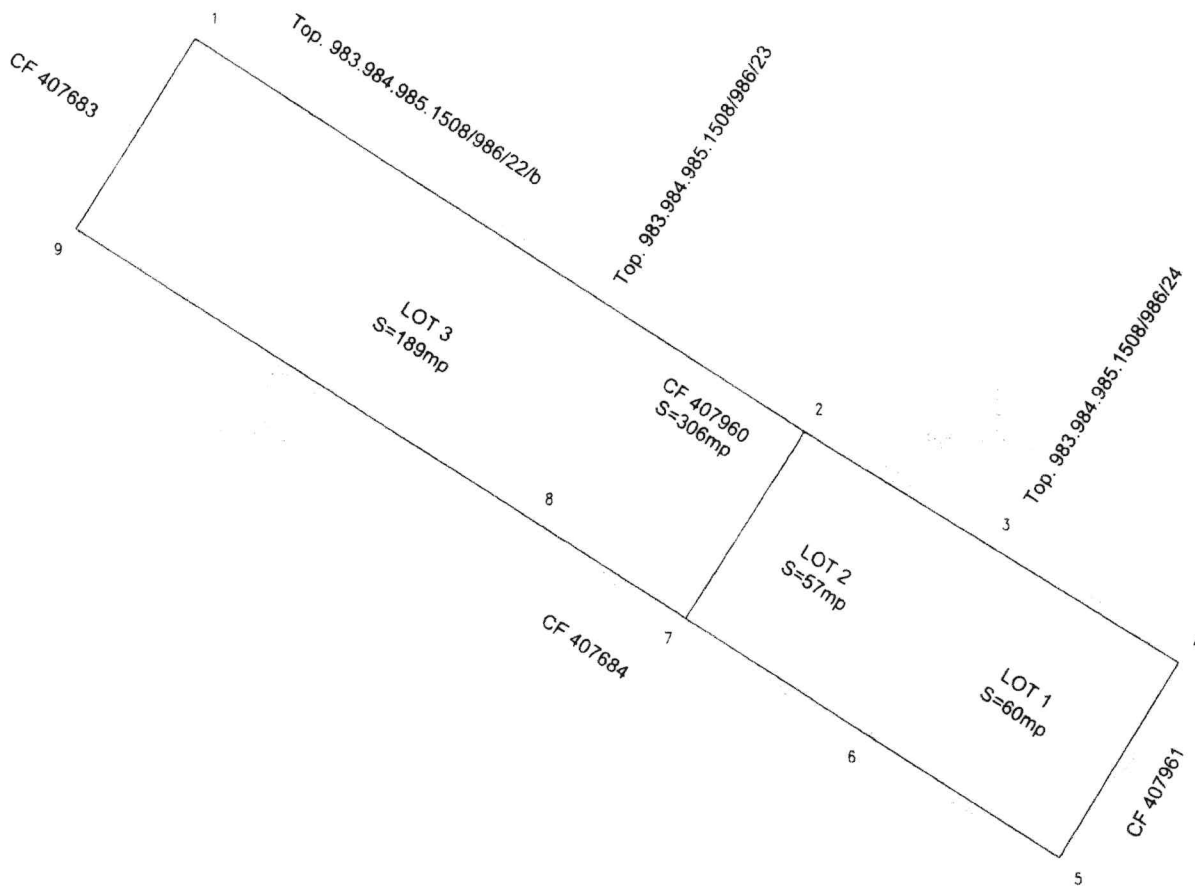 1
Top. 983.984.985.1508/986/22/b
CF 407683
Top. 983.984.985.1508/986/23
9
LOT 3
S=189mp
CF 407960
S=306mp
2
Top. 983.984.985.1508/986/24
3
8
LOT 2
S=57mp
CF 407684
7
LOT 1
S=60mp
6
CF 407961
5